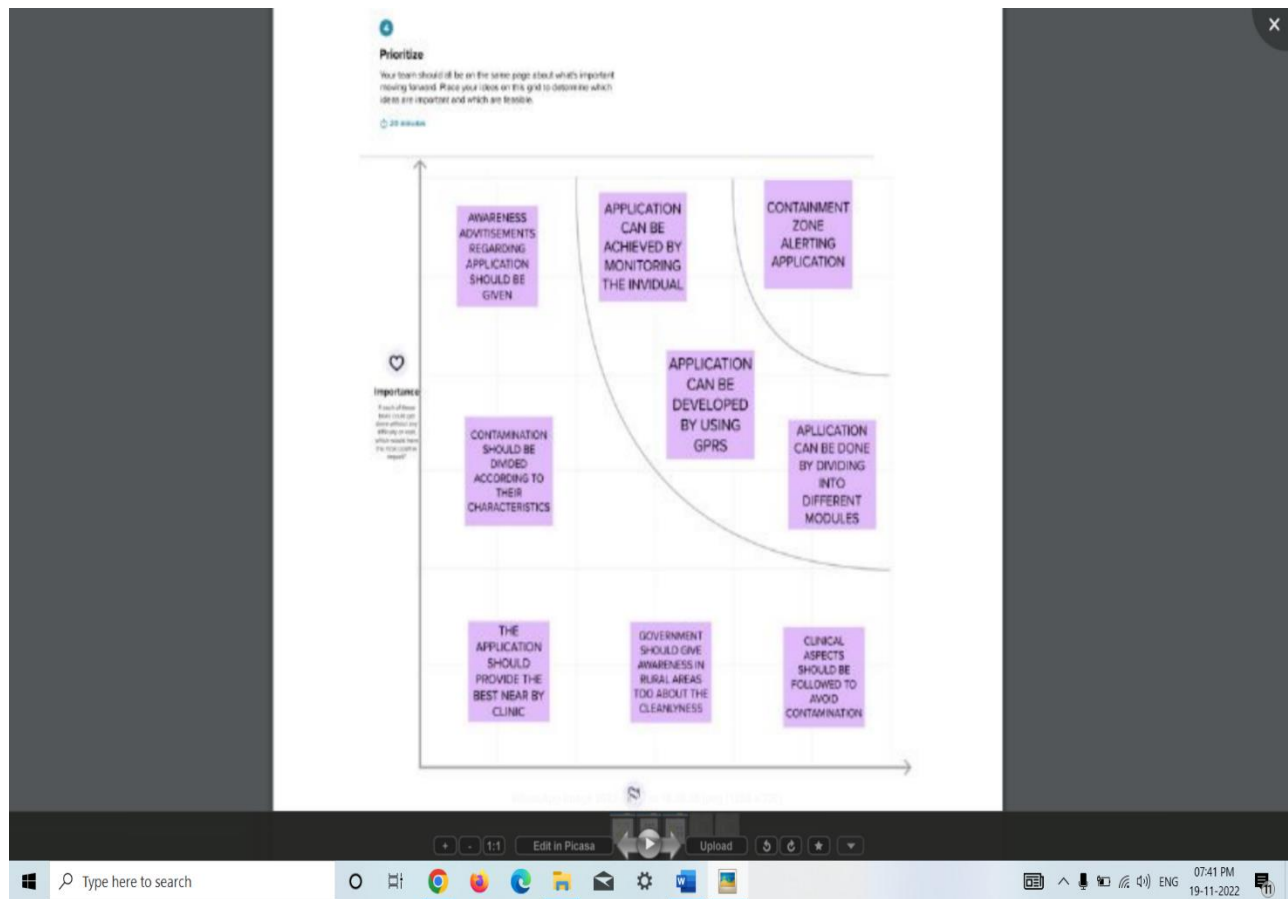 X
4
Prioritize
Your team should all be on the same page about what's important
moving forward. Place your ideas on this grid to determine which
ideas are important and which are feasible.
20 minutes
AWARENESS
ADVITISEMENTS
REGARDING
APPLICATION
SHOULD BE
GIVEN
APPLICATION
CAN BE
ACHIEVED BY
MONITORING
THE INVIDUAL
CONTAINMENT
ZONE
ALERTING
APPLICATION
Importance
APPLICATION
CAN BE
DEVELOPED
BY USING
GPRS
CONTAMINATION
SHOULD BE
DIVIDED
ACCORDING TO
THEIR
CHARACTERISTICS
APLLICATION
CAN BE DONE
BY DIVIDING
INTO
DIFFERENT
MODULES
THE
APPLICATION
SHOULD
PROVIDE THE
BEST NEAR BY
CLINIC
GOVERNMENT
SHOULD GIVE
AWARENESS IN
RURAL AREAS
TOO ABOUT THE
CLEANLYNESS
CLINICAL
ASPECTS
SHOULD BE
FOLLOWED TO
AVOID
CONTAMINATION
+ - 1:1 Edit in Picasa Upload
Type here to search
ENG
07:41 PM
19-11-2022
11